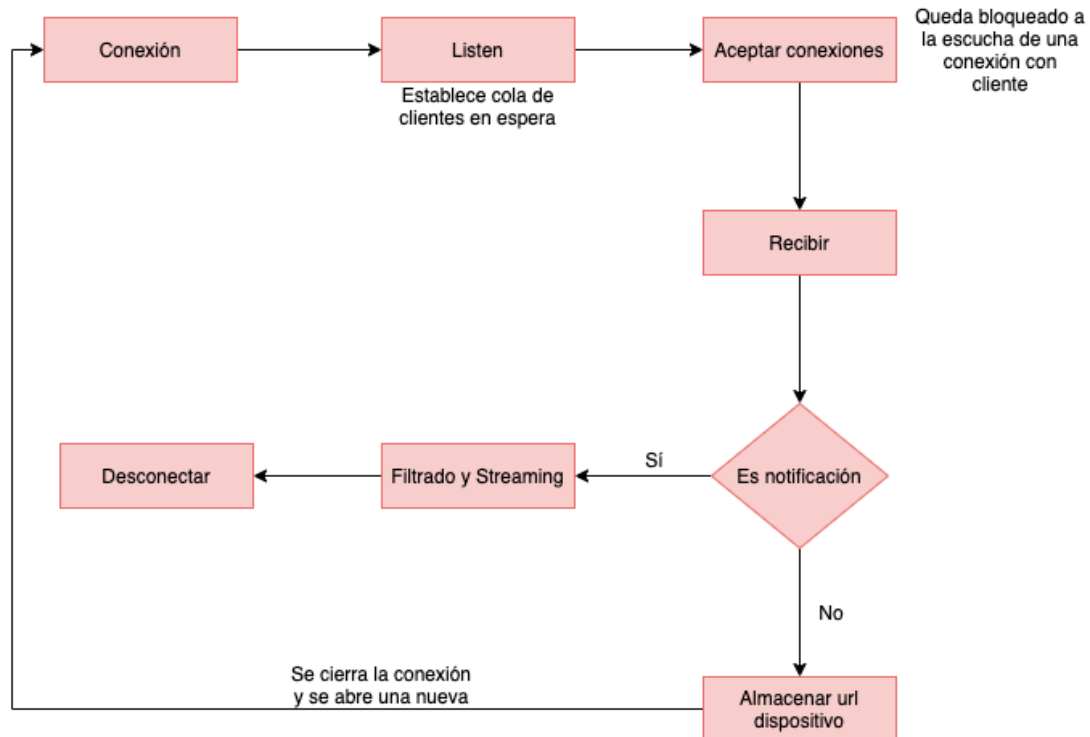 Conexión
Listen
Aceptar conexiones
Queda bloqueado a
la escucha de una
conexión con
cliente
Establece cola de
clientes en espera
Recibir
Es notificación
Sí
Filtrado y Streaming
Desconectar
No
Almacenar url
dispositivo
Se cierra la conexión
y se abre una nueva